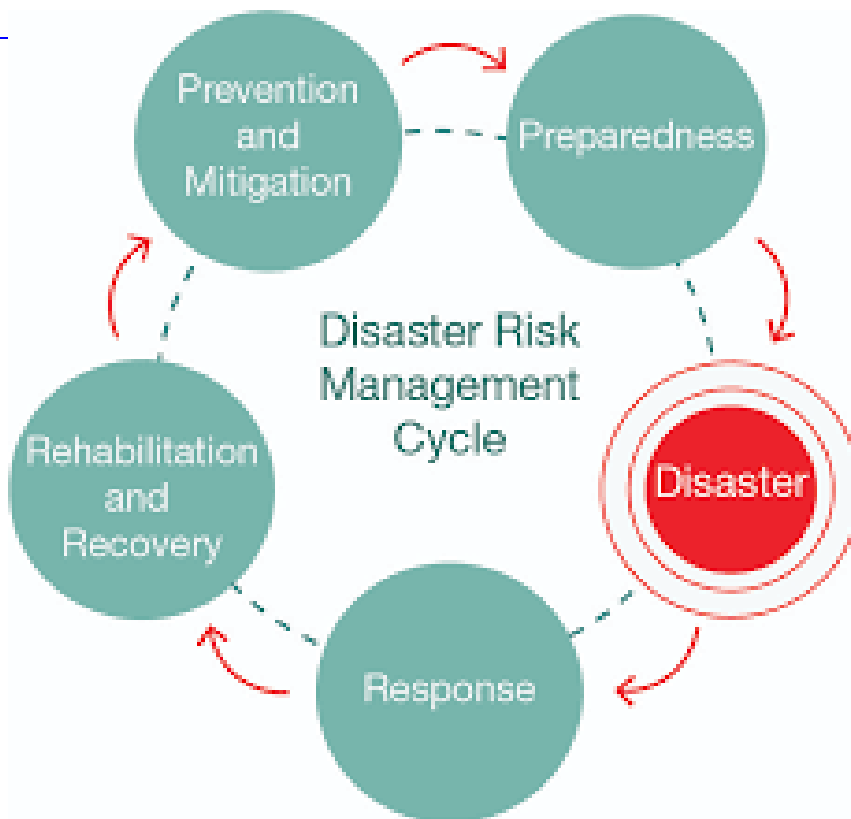 Prevention
and
Mitigation
Preparedness
Disaster Risk
Management
Cycle
Rehabilitation
and
Recovery
Disaster
Response